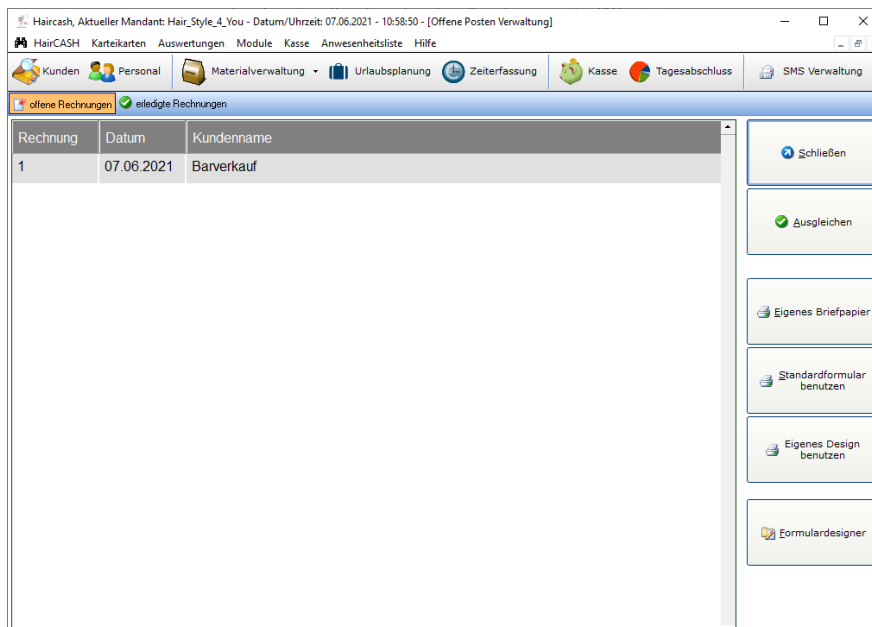 Haircash, Aktueller Mandant: Hair_Style_4_You - Datum/Uhrzeit: 07.06.2021 - 10:58:50 - [Offene Posten Verwaltung]
HairCASH Karteikarten Auswertungen Module Kasse Anwesenheitsliste Hilfe
Kunden Personal Materialverwaltung Urlaubsplanung Zeiterfassung Kasse Tagesabschluss SMS Verwaltung
offene Rechnungen erledigte Rechnungen
Rechnung Datum Kundenname
1 07.06.2021 Barverkauf
Schließen
Ausgleichen
Eigenes Briefpapier
Standardformular
benutzen
Eigenes Design
benutzen
Formulardesigner